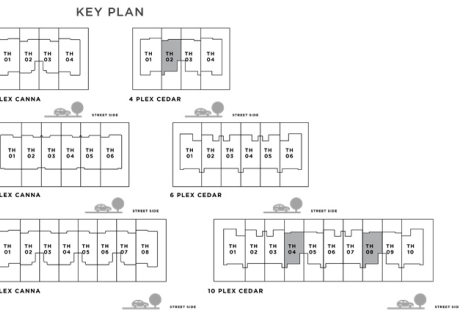 KEY PLAN
TH 01 TH 02 TH 03 TH 04
TH 01 TH 02 TH 03 TH 04
LEX CANNA
4 PLEX CEDAR
STREET SIDE
STREET SIDE
TH 01 TH 02 TH 03 TH 04 TH 05 TH 06
TH 01 TH 02 TH 03 TH 04 TH 05 TH 06
LEX CANNA
6 PLEX CEDAR
STREET SIDE
STREET SIDE
TH 01 TH 02 TH 03 TH 04 TH 05 TH 06 TH 07 TH 08
TH 01 TH 02 TH 03 TH 04 TH 05 TH 06 TH 07 TH 08 TH 09 TH 10
LEX CANNA
10 PLEX CEDAR
STREET SIDE
STREET SIDE